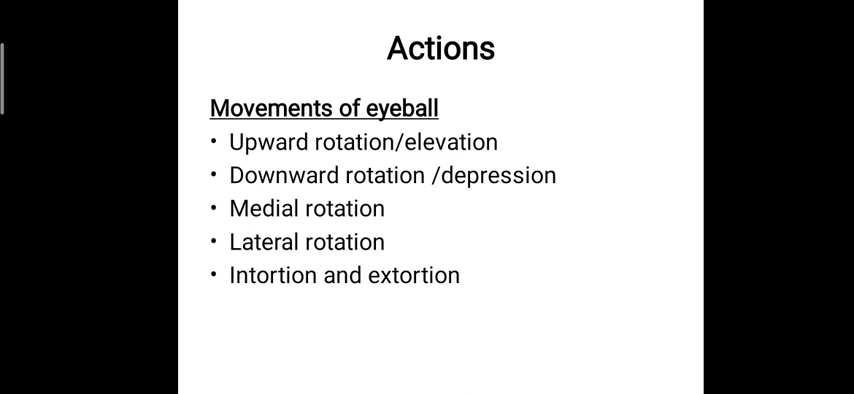 Actions
Movements of eyeball
• Upward rotation/elevation
• Downward rotation /depression
• Medial rotation
• Lateral rotation
• Intortion and extortion